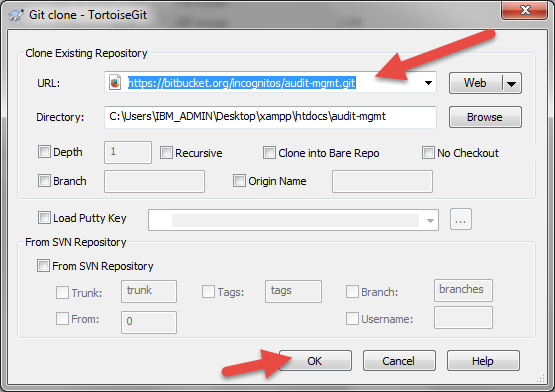 Git clone - TortoiseGit
Clone Existing Repository
URL: https://bitbucket.org/incognitos/audit-mgmt.git Web
Directory: C:\Users\IBM_ADMIN\Desktop\xampp\htdocs\audit-mgmt Browse
Depth 1 Recursive Clone into Bare Repo No Checkout
Branch Origin Name
Load Putty Key ...
From SVN Repository
From SVN Repository
Trunk: trunk Tags: tags Branch: branches
From: 0 Username:
OK Cancel Help